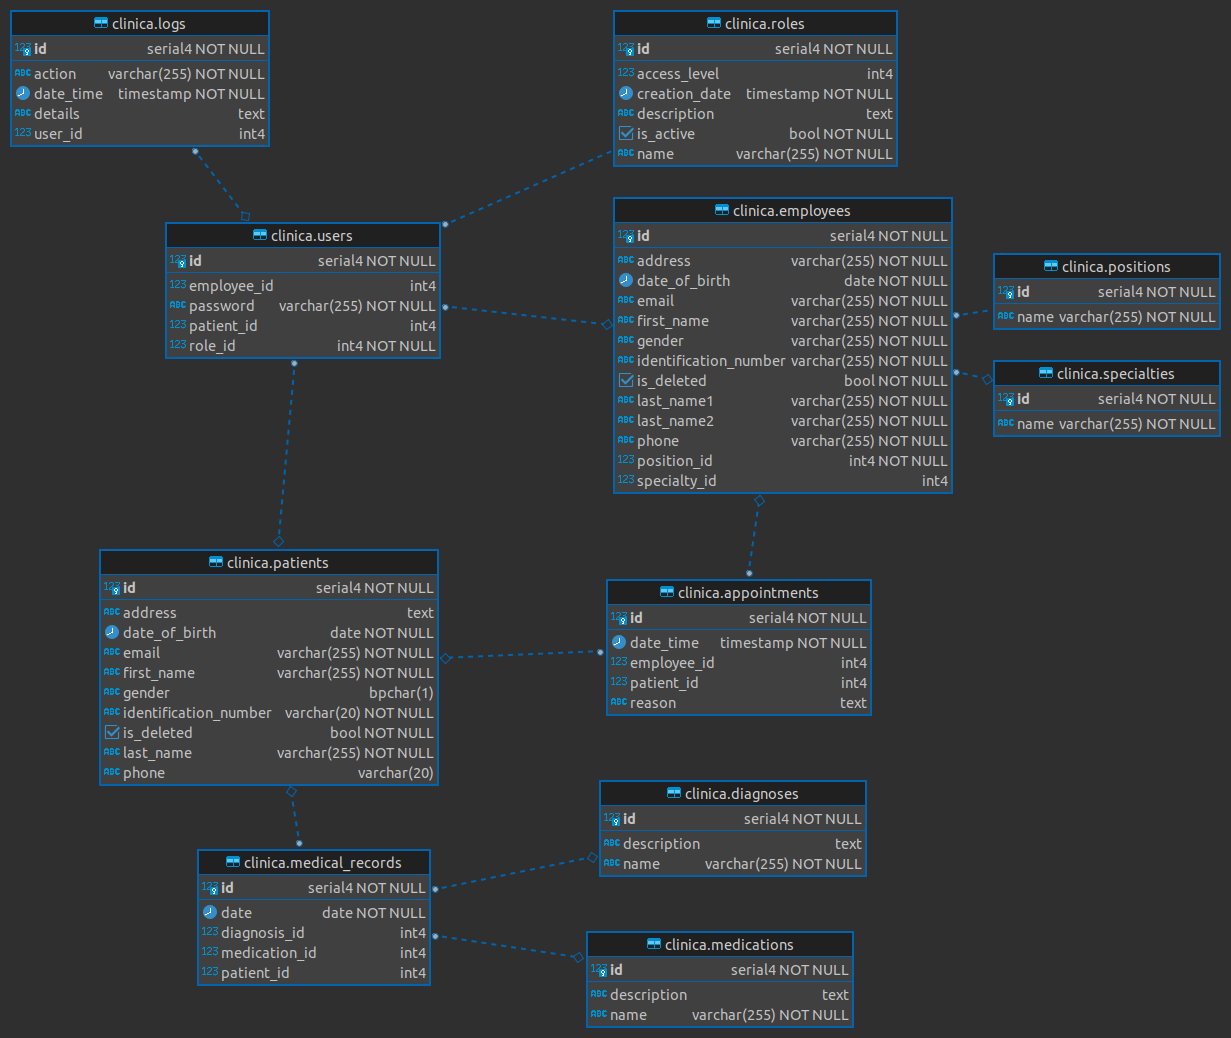 clinica.logs
id serial4 NOT NULL
action varchar(255) NOT NULL
date_time timestamp NOT NULL
details text
user_id int4
clinica.roles
id serial4 NOT NULL
access_level int4
creation_date timestamp NOT NULL
description text
is_active bool NOT NULL
name varchar(255) NOT NULL
clinica.users
id serial4 NOT NULL
employee_id int4
password varchar(255) NOT NULL
patient_id int4
role_id int4 NOT NULL
clinica.employees
id serial4 NOT NULL
address varchar(255) NOT NULL
date_of_birth date NOT NULL
email varchar(255) NOT NULL
first_name varchar(255) NOT NULL
gender varchar(255) NOT NULL
identification_number varchar(255) NOT NULL
is_deleted bool NOT NULL
last_name1 varchar(255) NOT NULL
last_name2 varchar(255) NOT NULL
phone varchar(255) NOT NULL
position_id int4 NOT NULL
specialty_id int4
clinica.positions
id serial4 NOT NULL
name varchar(255) NOT NULL
clinica.specialties
id serial4 NOT NULL
name varchar(255) NOT NULL
clinica.patients
id serial4 NOT NULL
address text
date_of_birth date NOT NULL
email varchar(255) NOT NULL
first_name varchar(255) NOT NULL
gender bpchar(1)
identification_number varchar(20) NOT NULL
is_deleted bool NOT NULL
last_name varchar(255) NOT NULL
phone varchar(20)
clinica.appointments
id serial4 NOT NULL
date_time timestamp NOT NULL
employee_id int4
patient_id int4
reason text
clinica.diagnoses
id serial4 NOT NULL
description text
name varchar(255) NOT NULL
clinica.medical_records
id serial4 NOT NULL
date date NOT NULL
diagnosis_id int4
medication_id int4
patient_id int4
clinica.medications
id serial4 NOT NULL
description text
name varchar(255) NOT NULL